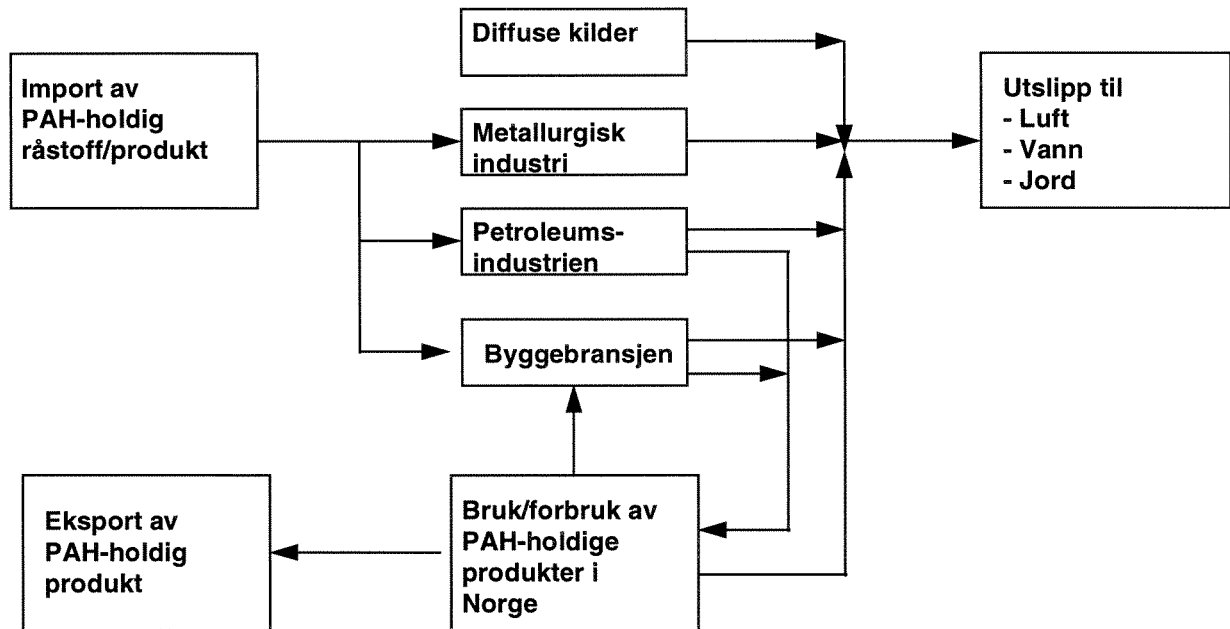 Diffuse kilder
Import av
PAH-holdig
råstoff/produkt
Utslipp til
- Luft
- Vann
- Jord
Metallurgisk
industri
Petroleums-
industrien
Byggebransjen
Eksport av
PAH-holdig
produkt
Bruk/forbruk av
PAH-holdige
produkter i
Norge